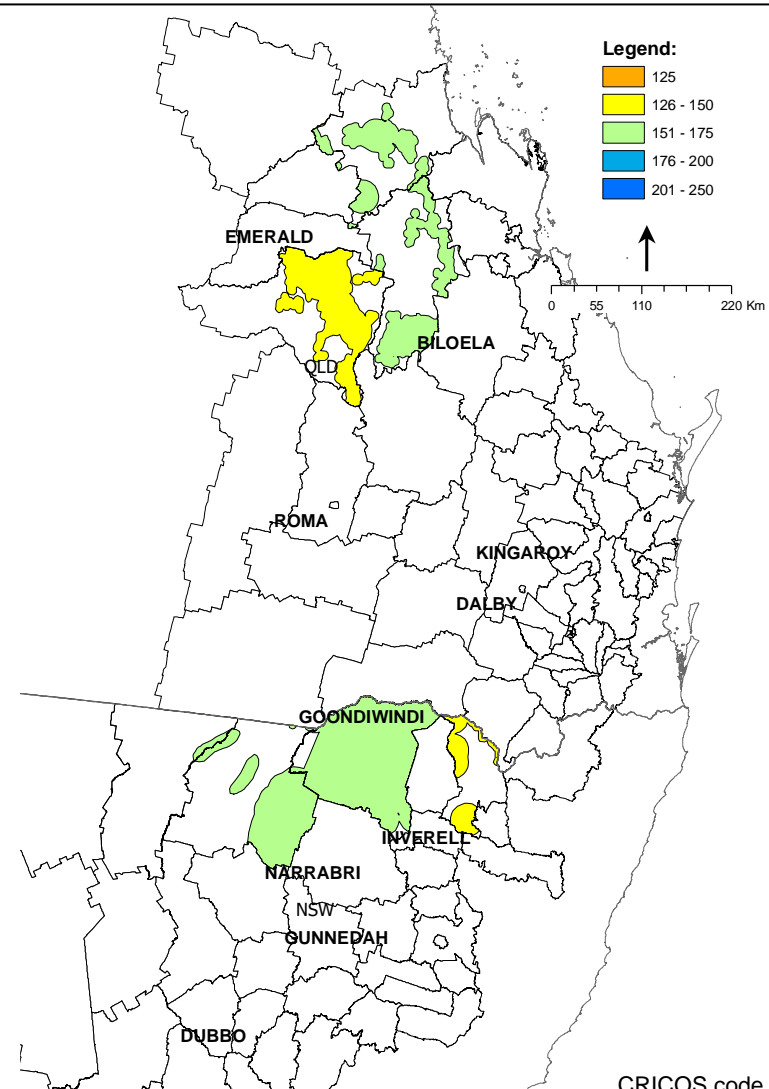 Legend:
125
126 - 150
151 - 175
176 - 200
201 - 250
EMERALD
0 55 110 220 Km
BILOELA
QLD
ROMA
KINGAROY
DALBY
GOONDIWINDI
INVERELL
NARRABRI
NSW
GUNNEDAH
DUBBO
CRICOS code